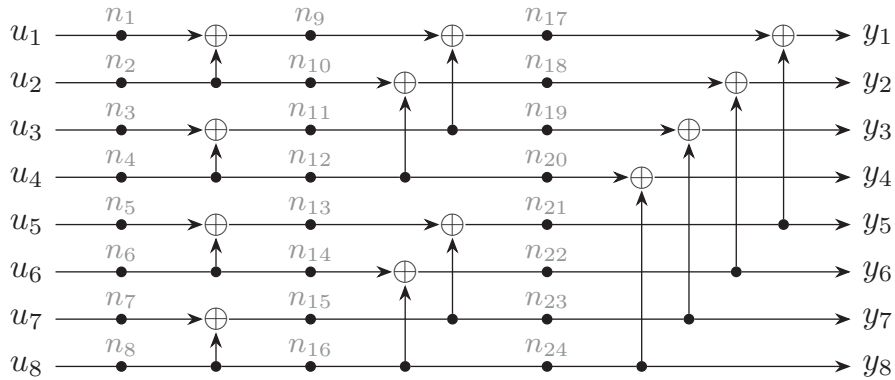 n₁ n₉ n₁₇
u₁ y₁
n₂ n₁₀ n₁₈
u₂ y₂
n₃ n₁₁ n₁₉
u₃ y₃
n₄ n₁₂ n₂₀
u₄ y₄
n₅ n₁₃ n₂₁
u₅ y₅
n₆ n₁₄ n₂₂
u₆ y₆
n₇ n₁₅ n₂₃
u₇ y₇
n₈ n₁₆ n₂₄
u₈ y₈